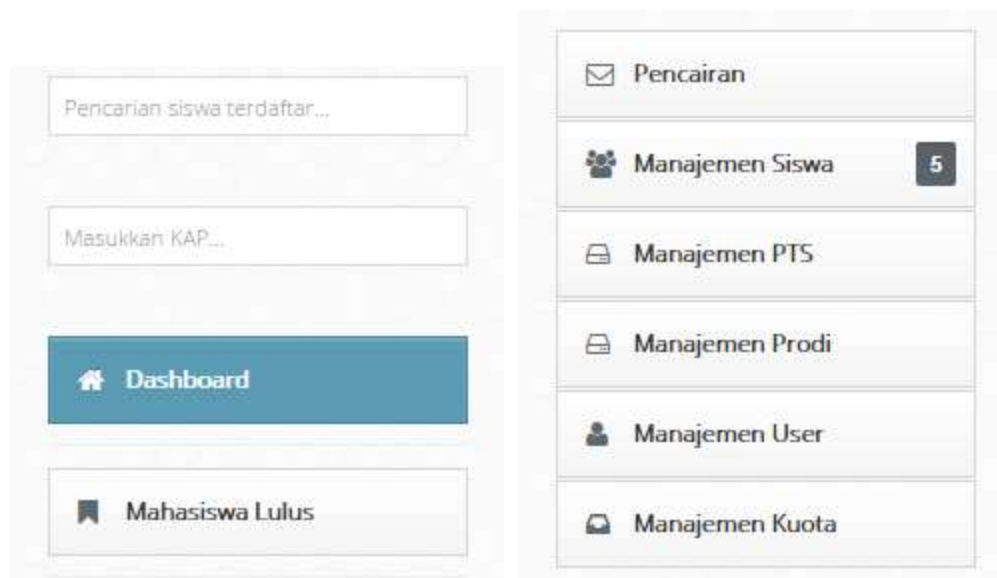 Pencarian siswa terdaftar...
Masukkan KAP...
Dashboard
Mahasiswa Lulus
Pencairan
Manajemen Siswa 5
Manajemen PTS
Manajemen Prodi
Manajemen User
Manajemen Kuota